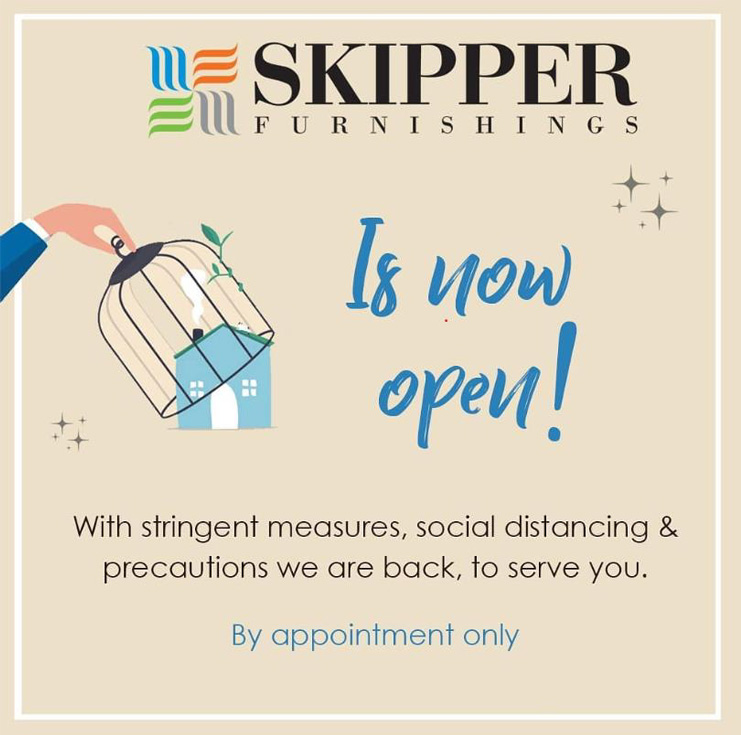 SKIPPER
FURNISHINGS
Is now
open!
With stringent measures, social distancing &
precautions we are back, to serve you.
By appointment only